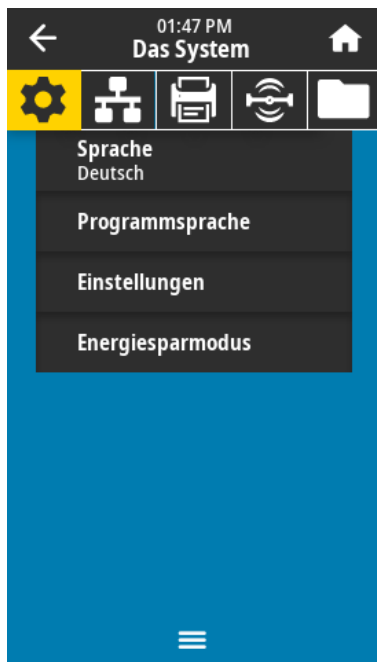 01:47 PM
Das System
Sprache
Deutsch
Programmsprache
Einstellungen
Energiesparmodus